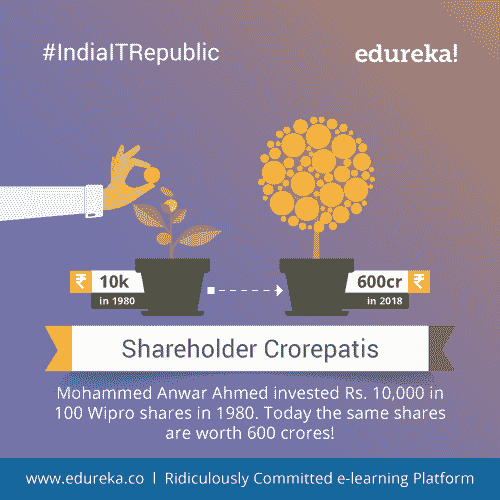 #IndiaITRepublic
edureka!
₹ 10k
in 1980
600cr ₹
in 2018
Shareholder Crorepatis
Mohammed Anwar Ahmed invested Rs. 10,000 in
100 Wipro shares in 1980. Today the same shares
are worth 600 crores!
www.edureka.co | Ridiculously Committed e-learning Platform